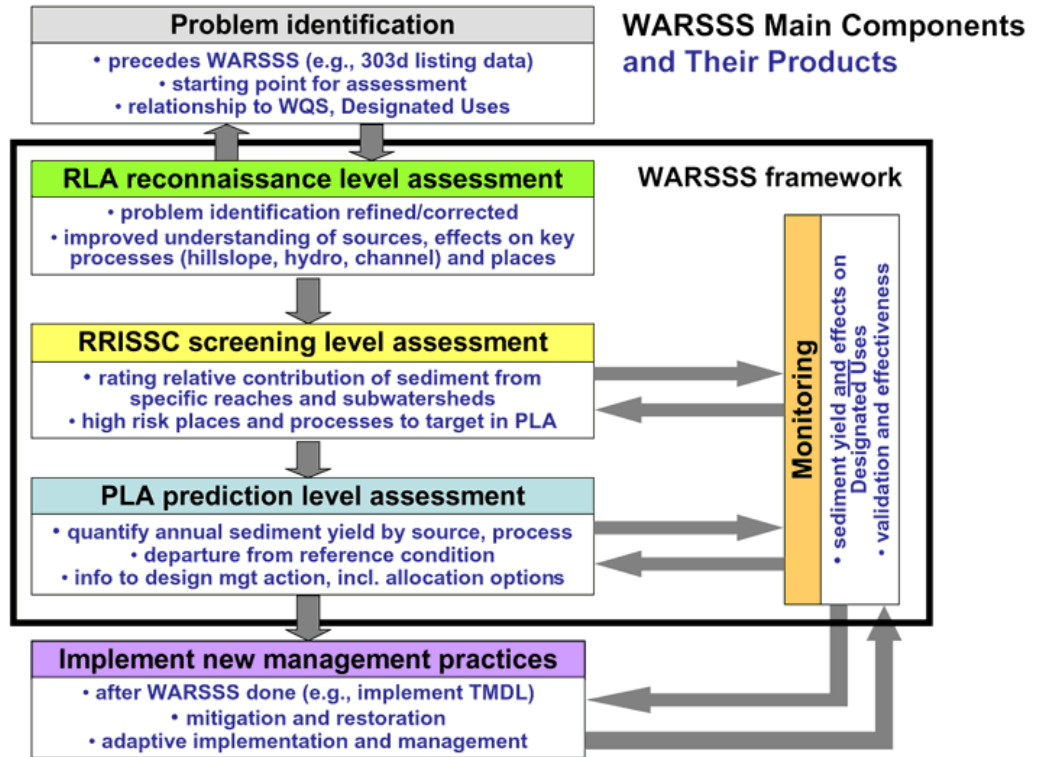 Problem identification
• precedes WARSSS (e.g., 303d listing data)
• starting point for assessment
• relationship to WQS, Designated Uses
WARSSS Main Components
and Their Products
RLA reconnaissance level assessment
• problem identification refined/corrected
• improved understanding of sources, effects on key
processes (hillslope, hydro, channel) and places
WARSSS framework
RRISSC screening level assessment
• rating relative contribution of sediment from
specific reaches and subwatersheds
• high risk places and processes to target in PLA
PLA prediction level assessment
• quantify annual sediment yield by source, process
• departure from reference condition
• info to design mgt action, incl. allocation options
Monitoring
• sediment yield and effects on
Designated Uses
• validation and effectiveness
Implement new management practices
• after WARSSS done (e.g., implement TMDL)
• mitigation and restoration
• adaptive implementation and management